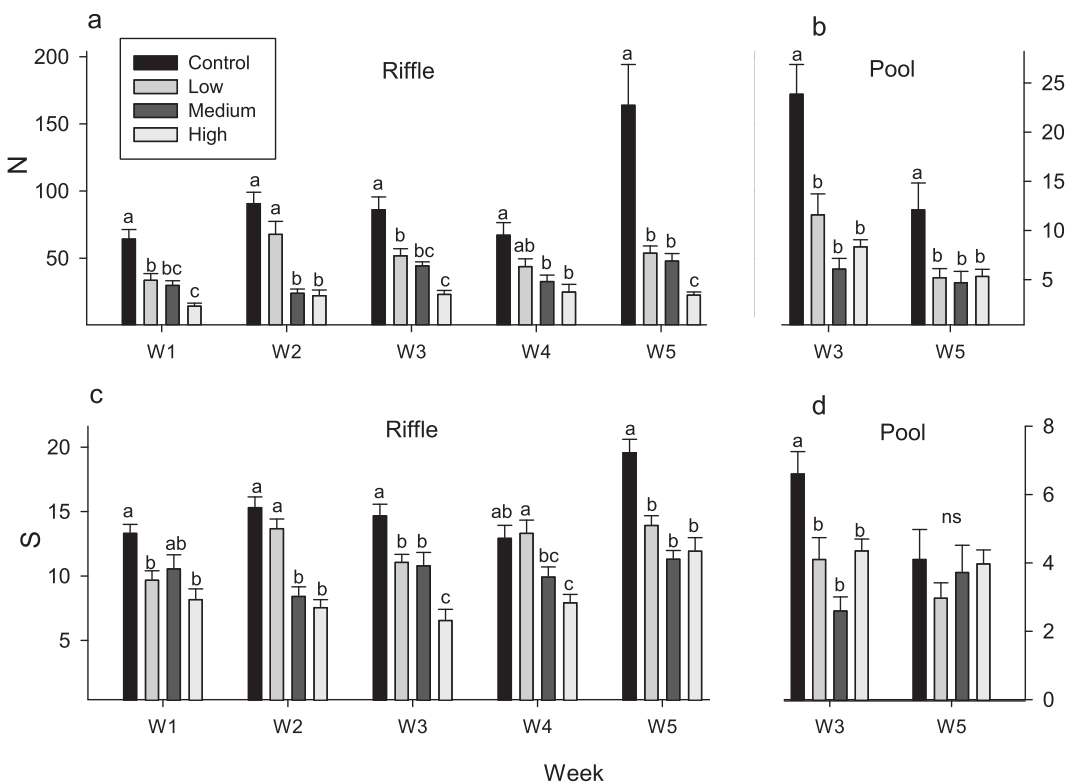 a
b
Control
Low
Medium
High
Riffle
Pool
N
200
150
100
50
25
20
15
10
5
a
b
bc
c
a
a
b
b
a
b
bc
c
a
ab
b
b
a
b
b
c
a
b
b
b
a
b
b
b
W1
W2
W3
W4
W5
W3
W5
c
d
Riffle
Pool
S
20
15
10
5
8
6
4
2
0
a
b
ab
b
a
a
b
b
a
b
b
c
ab
a
bc
c
a
b
b
b
a
b
b
b
ns
W1
W2
W3
W4
W5
W3
W5
Week